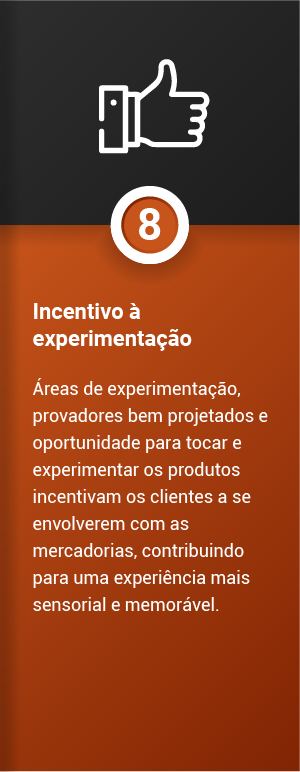 8
Incentivo à
experimentação
Áreas de experimentação,
provadores bem projetados e
oportunidade para tocar e
experimentar os produtos
incentivam os clientes a se
envolverem com as
mercadorias, contribuindo
para uma experiência mais
sensorial e memorável.